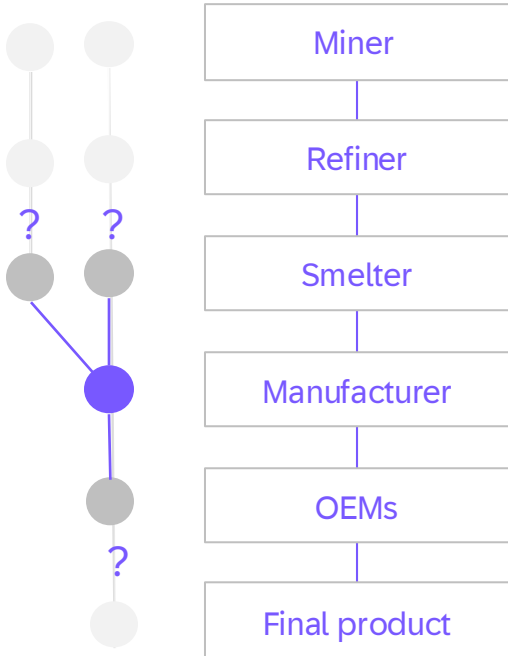 Miner
Refiner
? ?
Smelter
Manufacturer
OEMs
?
Final product